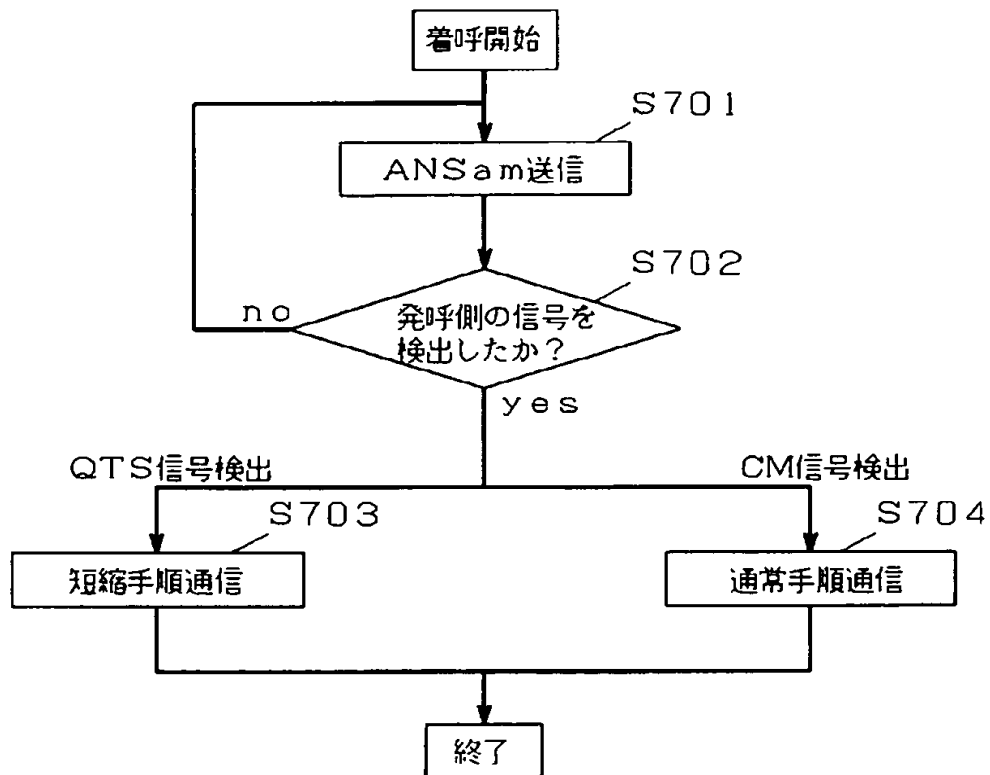 着呼開始
S701
ANSam送信
S702
no
発呼側の信号を
検出したか？
yes
QTS信号検出
CM信号検出
S703
S704
短縮手順通信
通常手順通信
終了